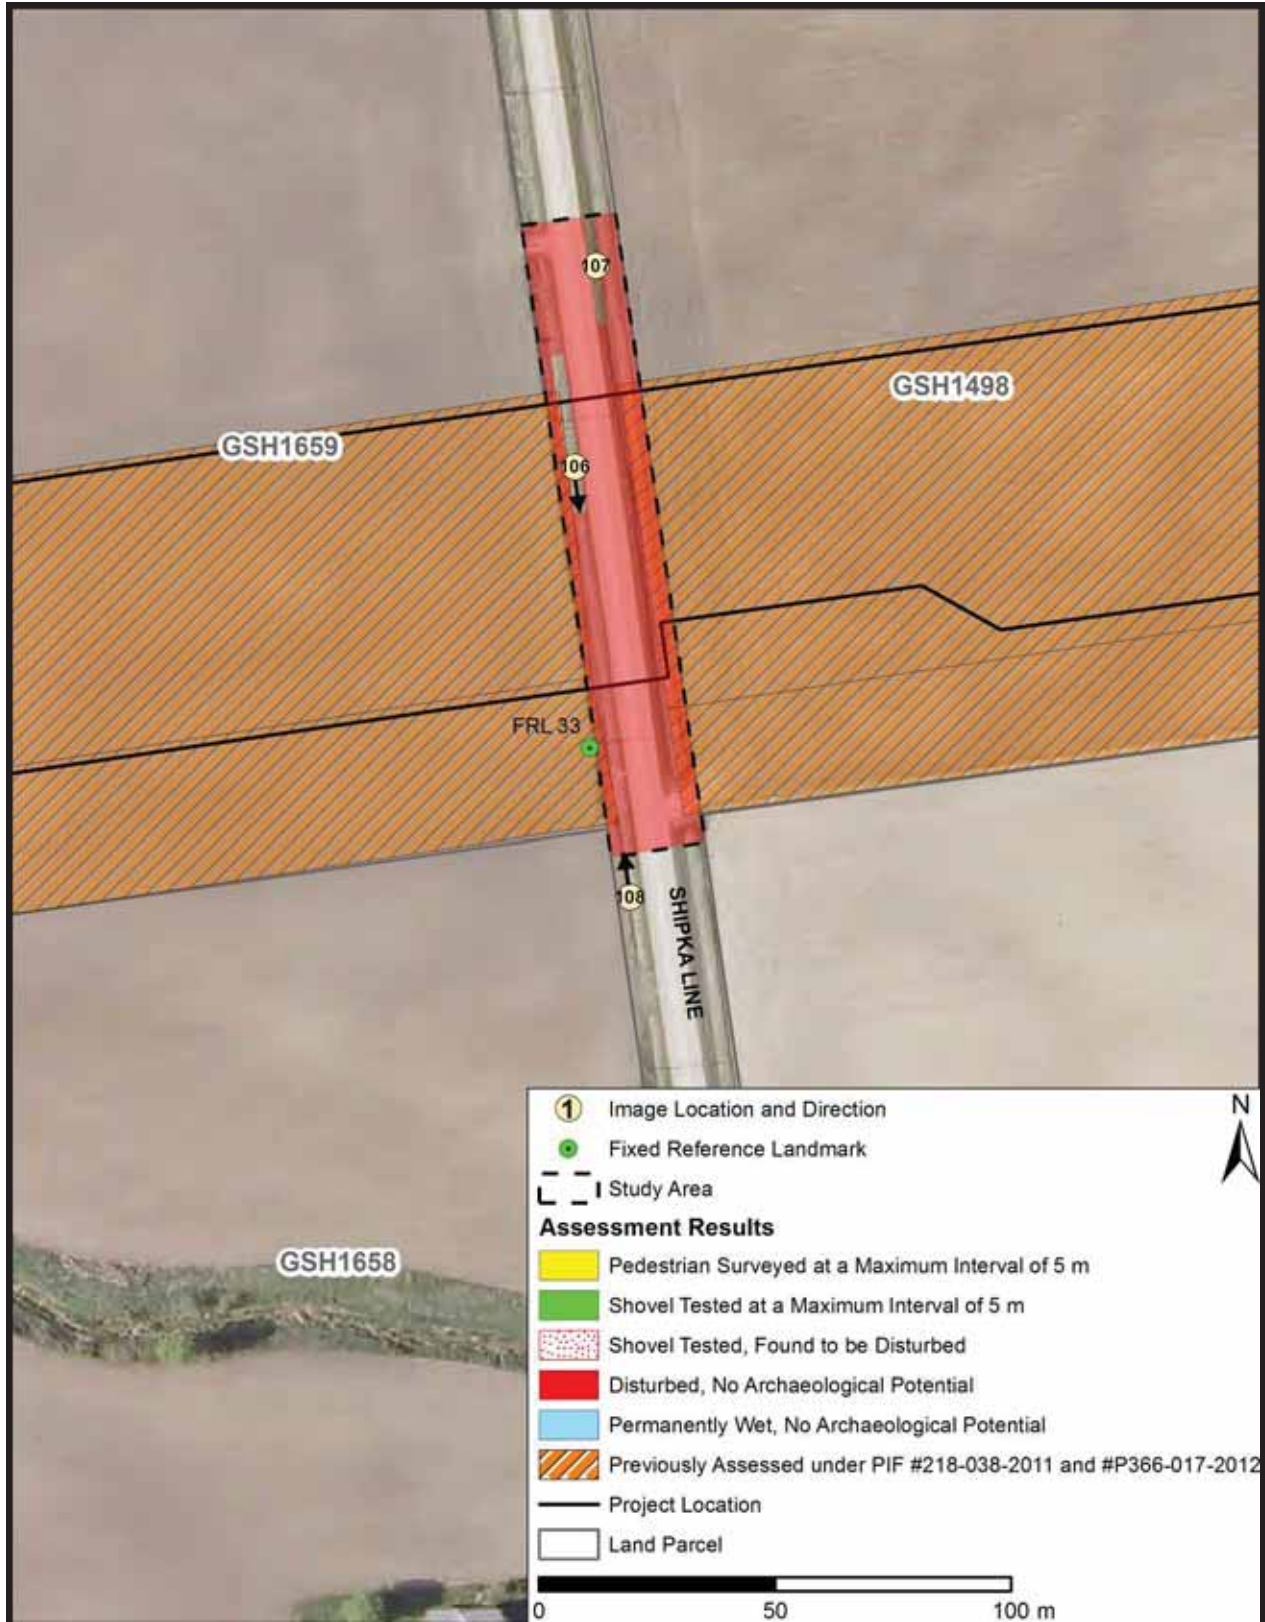 107
GSH1498
GSH1659
106
FRL 33
108
SHIPKA LINE
GSH1658
N
1 Image Location and Direction
Fixed Reference Landmark
Study Area
Assessment Results
Pedestrian Surveyed at a Maximum Interval of 5 m
Shovel Tested at a Maximum Interval of 5 m
Shovel Tested, Found to be Disturbed
Disturbed, No Archaeological Potential
Permanently Wet, No Archaeological Potential
Previously Assessed under PIF #218-038-2011 and #P366-017-2012
Project Location
Land Parcel
0 50 100 m